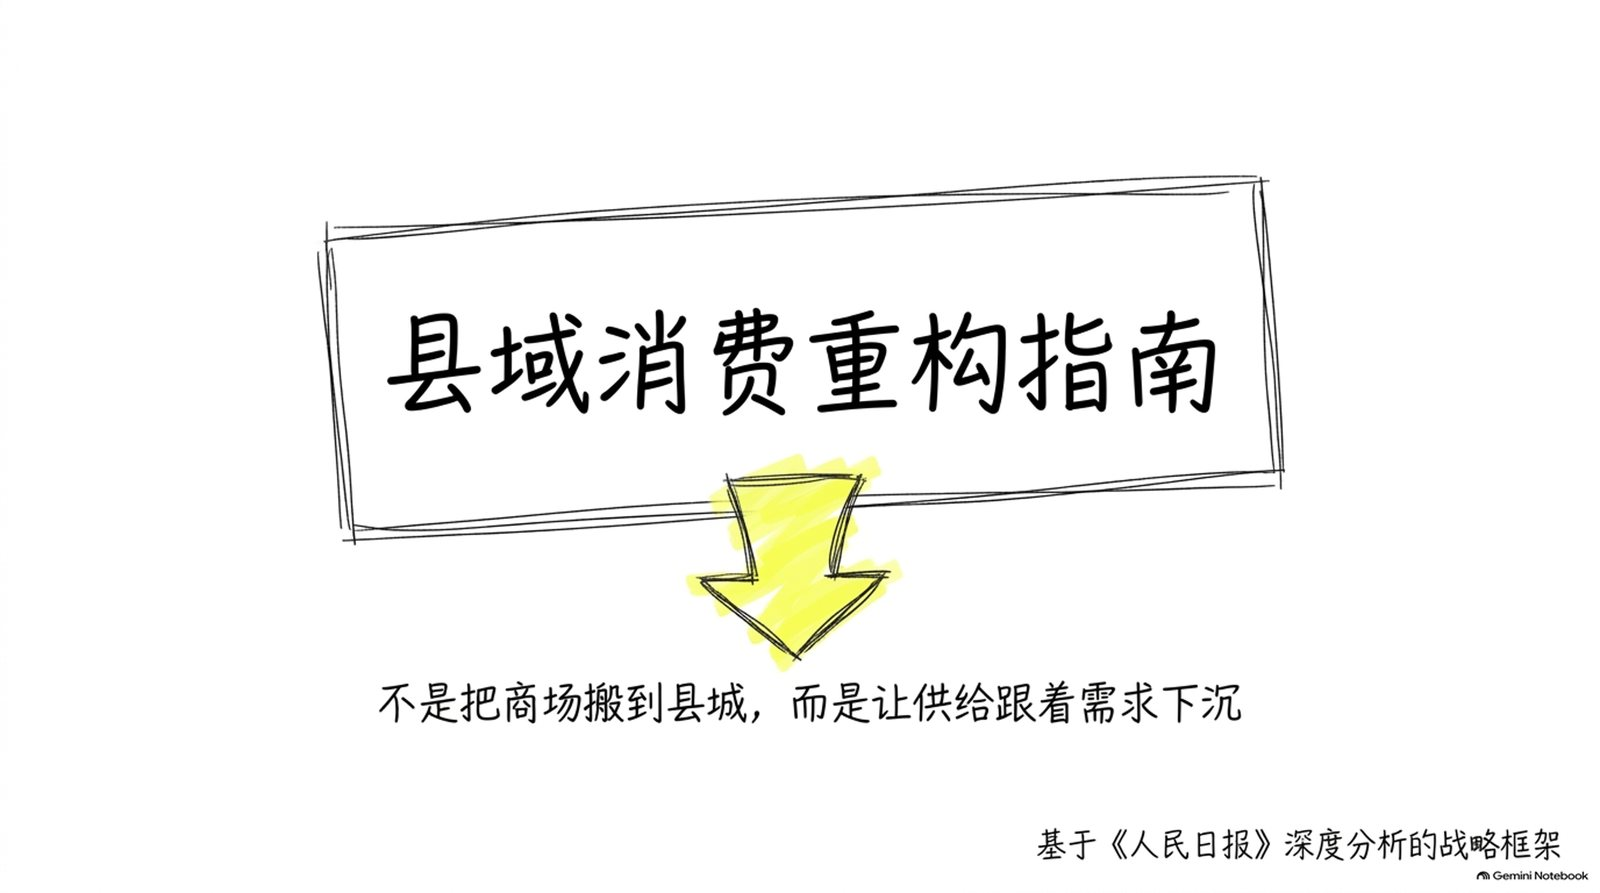 县域消费重构指南
不是把商场搬到县城，而是让供给跟着需求下沉
基于《人民日报》深度分析的战略框架
Gemini Notebook